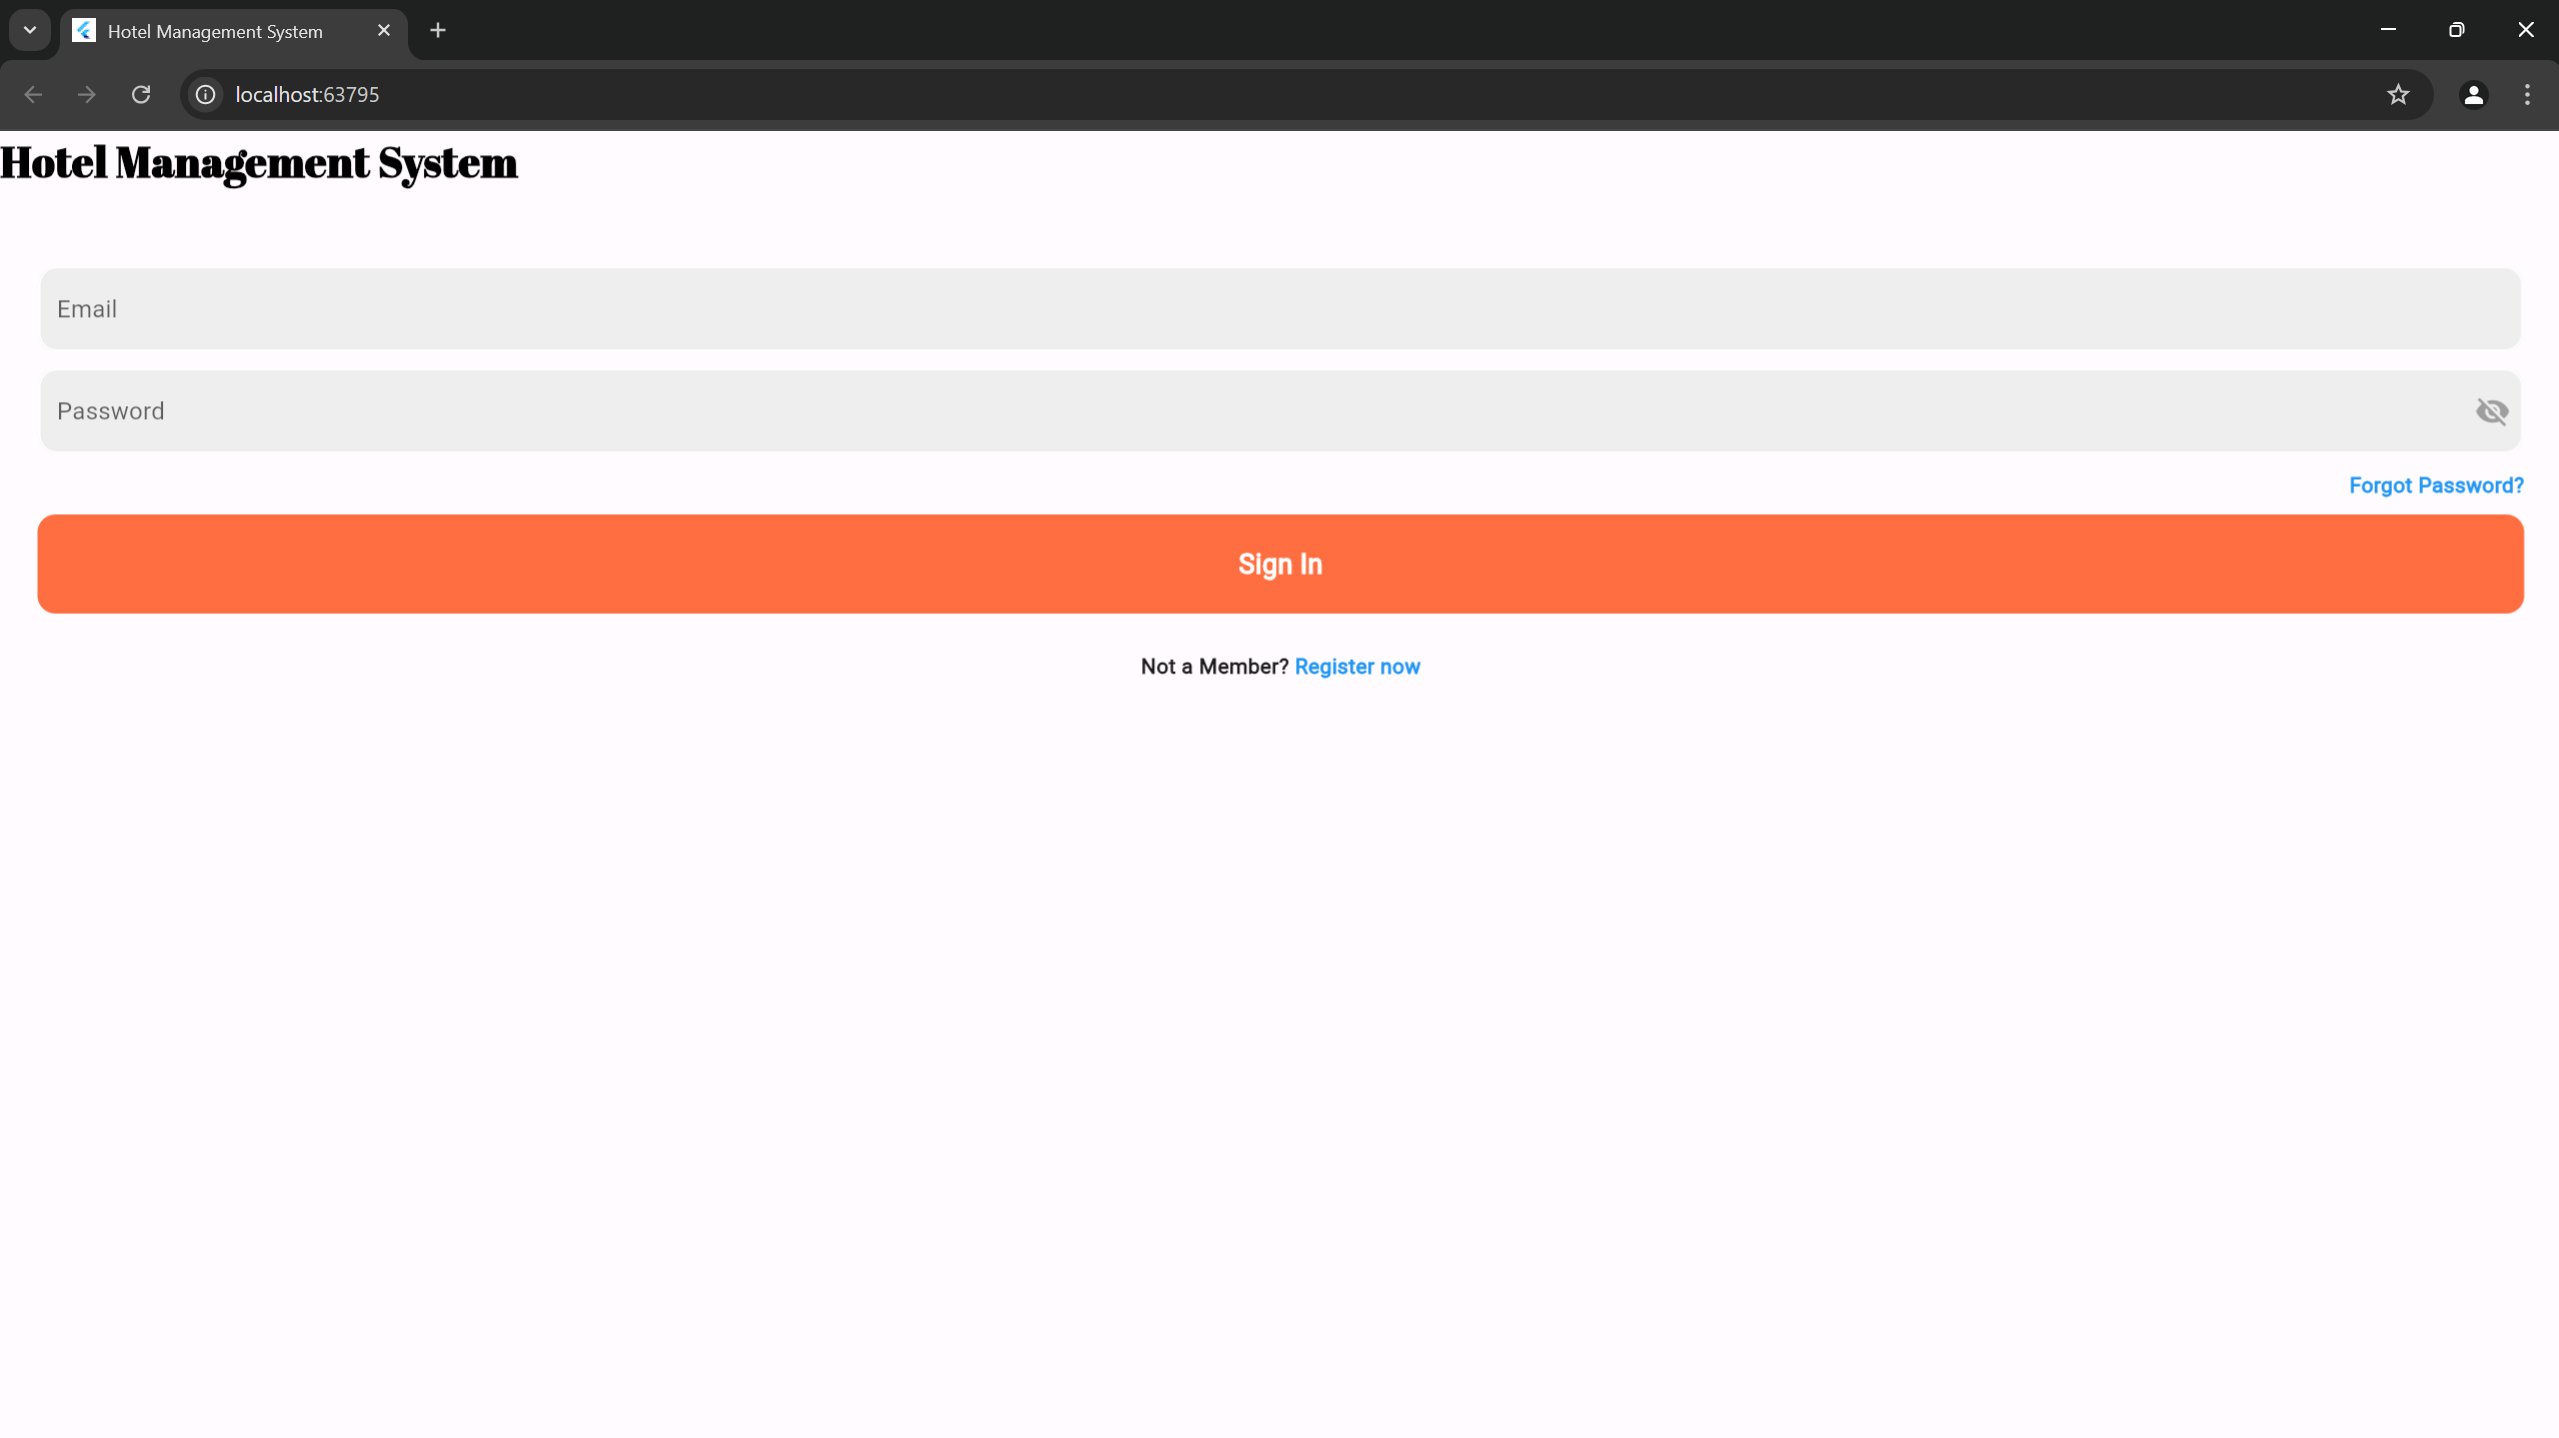 Hotel Management System
localhost:63795
Hotel Management System
Email
Password
Forgot Password?
Sign In
Not a Member? Register now